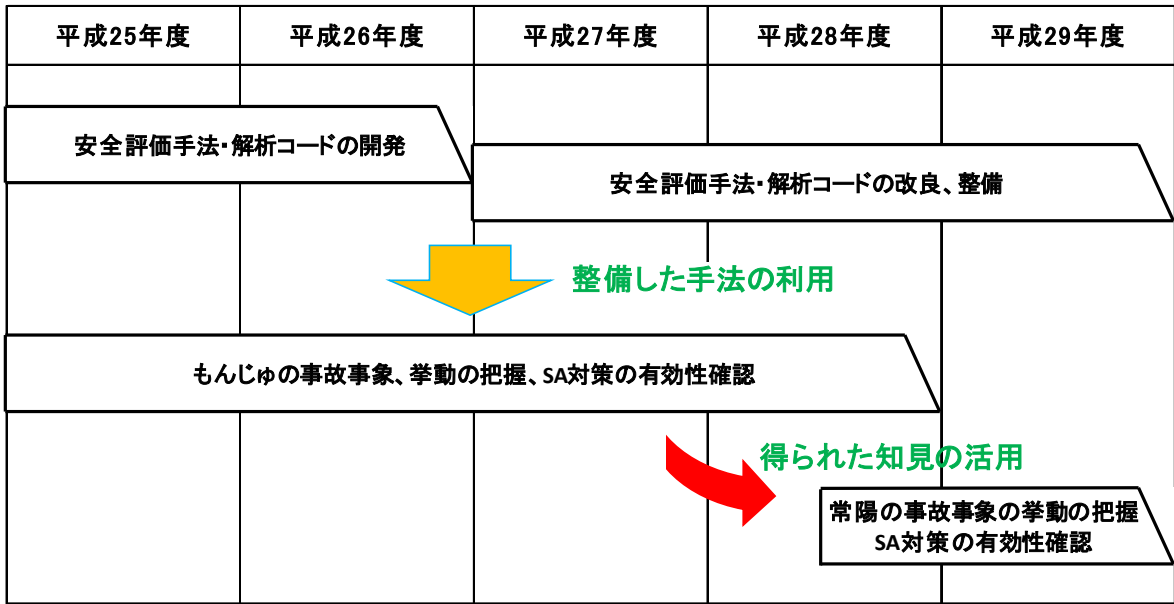 平成25年度 平成26年度 平成27年度 平成28年度 平成29年度
安全評価手法・解析コードの開発
安全評価手法・解析コードの改良、整備
整備した手法の利用
もんじゅの事故事象、挙動の把握、SA対策の有効性確認
得られた知見の活用
常陽の事故事象の挙動の把握
SA対策の有効性確認